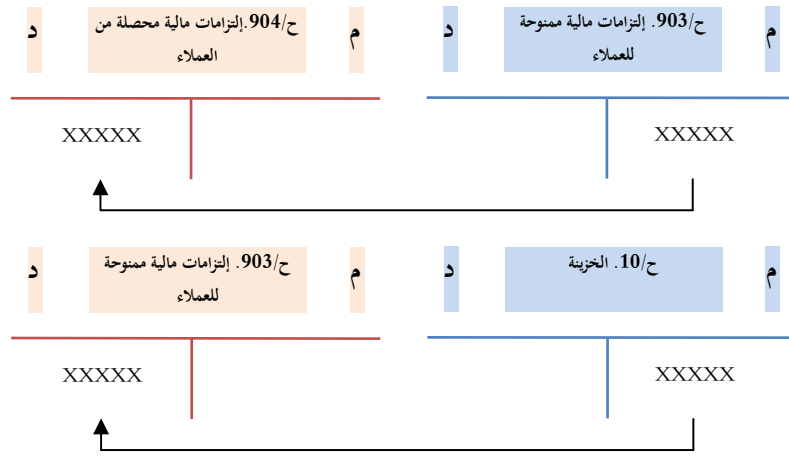 م
ح/903. إلتزامات مالية ممنوحة
للعملاء
د
م
ح/904.إلتزامات مالية محصلة من
العملاء
د
XXXXX
XXXXX
م
ح/10. الخزينة
د
م
ح/903. إلتزامات مالية ممنوحة
للعملاء
د
XXXXX
XXXXX